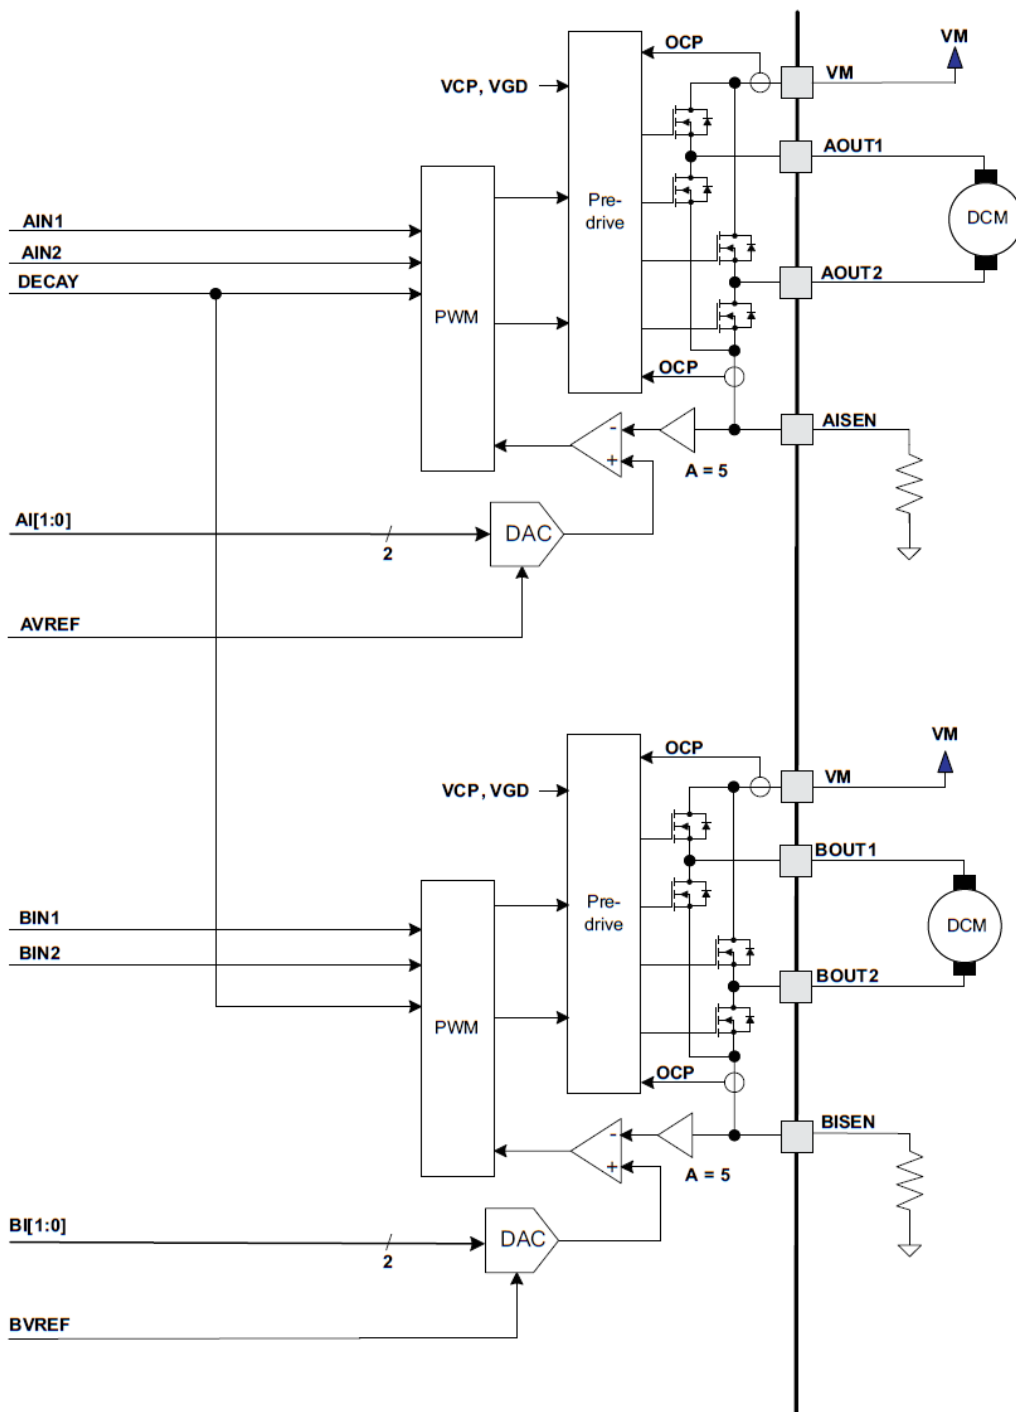 OCP
VM
VM
VCP, VGD
AOUT1
Pre-
drive
DCM
AIN1
AIN2
DECAY
AOUT2
PWM
OCP
-
+
AISEN
A = 5
AI[1:0]
2
DAC
AVREF
OCP
VM
VM
VCP, VGD
BOUT1
Pre-
drive
DCM
BIN1
BIN2
BOUT2
PWM
OCP
-
+
BISEN
A = 5
BI[1:0]
2
DAC
BVREF